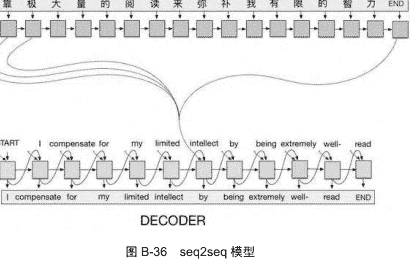 靠 极 大 量 的 阅 读 来 弥 补 我 有 限 的 智 力 END
START I compensate for my limited intellect by being extremely well- read
I compensate for my limited intellect by being extremely well- read END
DECODER
图 B-36 seq2seq 模型